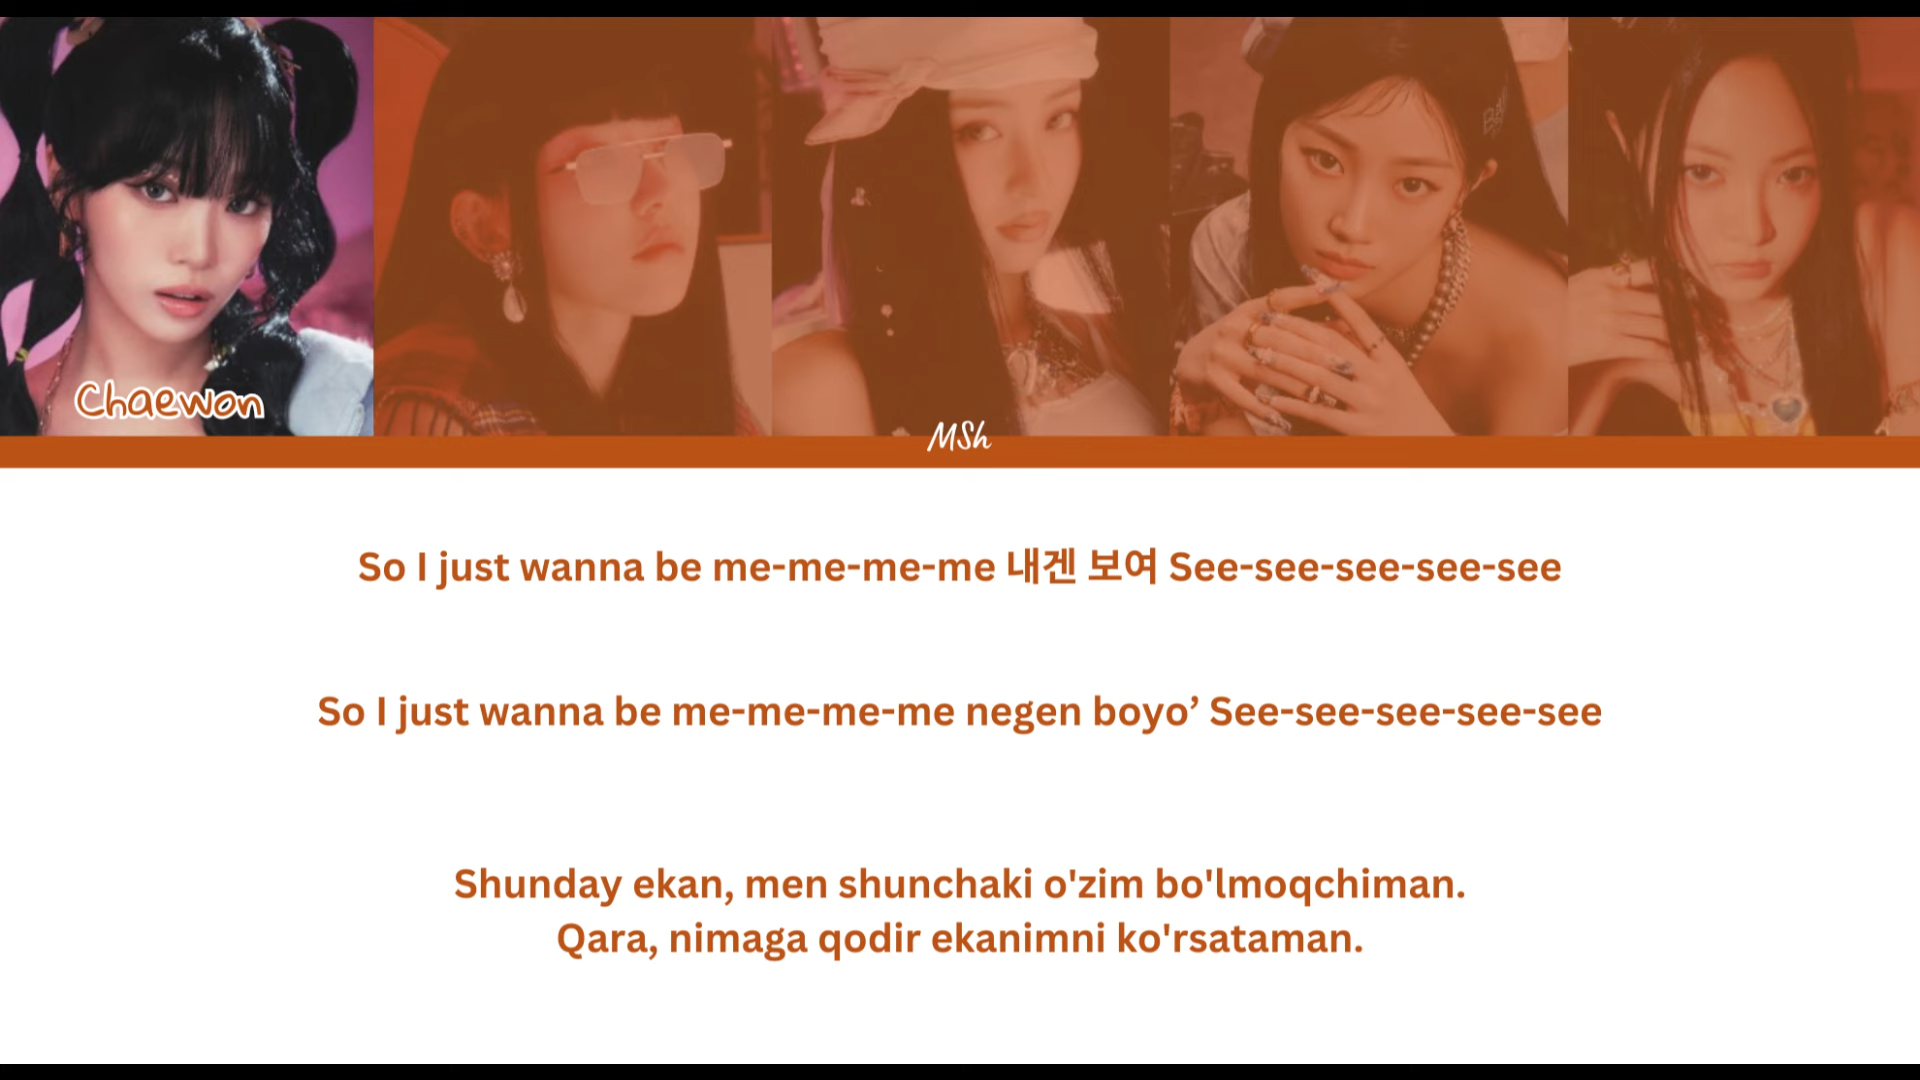 Chaewon
MSh
So I just wanna be me-me-me-me 내겐 보여 See-see-see-see-see
So I just wanna be me-me-me-me negen boyo’ See-see-see-see-see
Shunday ekan, men shunchaki o'zim bo'lmoqchiman.
Qara, nimaga qodir ekanimni ko'rsataman.